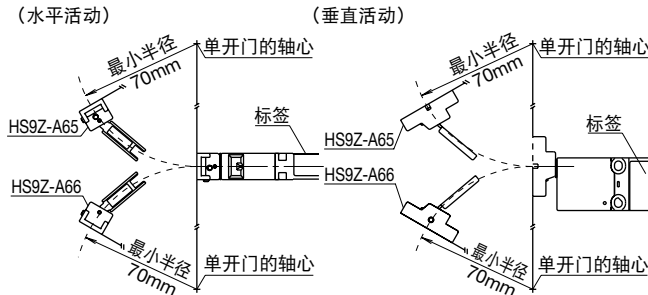 （水平活动）
最小半径
70mm
单开门的轴心
HS9Z-A65
标签
HS9Z-A66
最小半径
70mm
单开门的轴心
（垂直活动）
最小半径
70mm
单开门的轴心
HS9Z-A65
标签
HS9Z-A66
最小半径
70mm
单开门的轴心